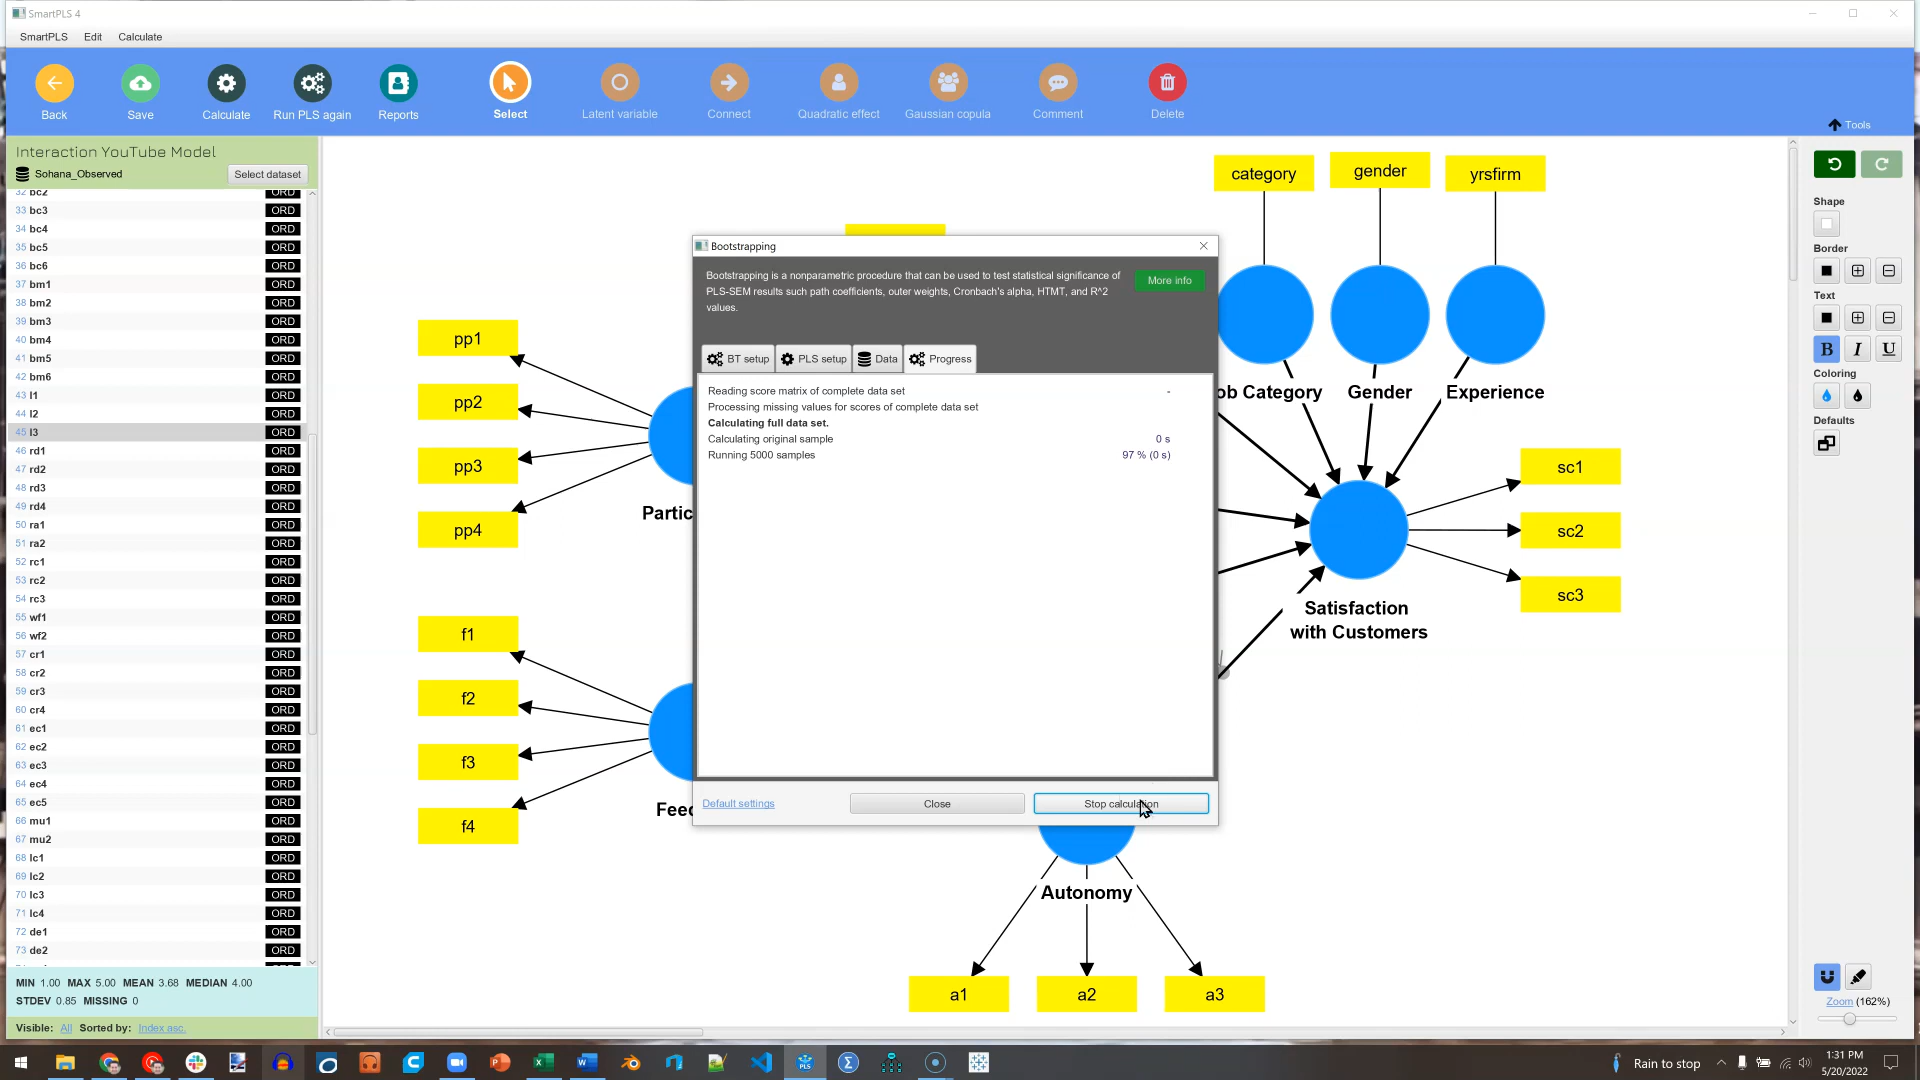 SmartPLS 4
SmartPLS Edit Calculate
Back Save Calculate Run PLS again Reports Select Latent variable Connect Quadratic effect Gaussian copula Comment Delete
Tools
Interaction YouTube Model
Sohana_Observed Select dataset
32 bc2 ORD
33 bc3 ORD
34 bc4 ORD
35 bc5 ORD
36 bc6 ORD
37 bm1 ORD
38 bm2 ORD
39 bm3 ORD
40 bm4 ORD
41 bm5 ORD
42 bm6 ORD
43 l1 ORD
44 l2 ORD
45 l3 ORD
46 rd1 ORD
47 rd2 ORD
48 rd3 ORD
49 rd4 ORD
50 ra1 ORD
51 ra2 ORD
52 rc1 ORD
53 rc2 ORD
54 rc3 ORD
55 wf1 ORD
56 wf2 ORD
57 cr1 ORD
58 cr2 ORD
59 cr3 ORD
60 cr4 ORD
61 ec1 ORD
62 ec2 ORD
63 ec3 ORD
64 ec4 ORD
65 ec5 ORD
66 mu1 ORD
67 mu2 ORD
68 lc1 ORD
69 lc2 ORD
70 lc3 ORD
71 lc4 ORD
72 de1 ORD
73 de2 ORD
MIN 1.00 MAX 5.00 MEAN 3.68 MEDIAN 4.00
STDEV 0.85 MISSING 0
Visible: All Sorted by: Index asc.
pp1
pp2
pp3
pp4
Partic
f1
f2
f3
f4
Feec
Bootstrapping
Bootstrapping is a nonparametric procedure that can be used to test statistical significance of
PLS-SEM results such path coefficients, outer weights, Cronbach's alpha, HTMT, and R^2
values.
More info
BT setup PLS setup Data Progress
Reading score matrix of complete data set -
Processing missing values for scores of complete data set
Calculating full data set.
Calculating original sample 0 s
Running 5000 samples 97 % (0 s)
Default settings Close Stop calculation
category gender yrsfirm
ob Category Gender Experience
sc1
sc2
sc3
Satisfaction
with Customers
Autonomy
a1 a2 a3
Shape
Border
Text
B I U
Coloring
Defaults
Zoom (162%)
Rain to stop
1:31 PM
5/20/2022